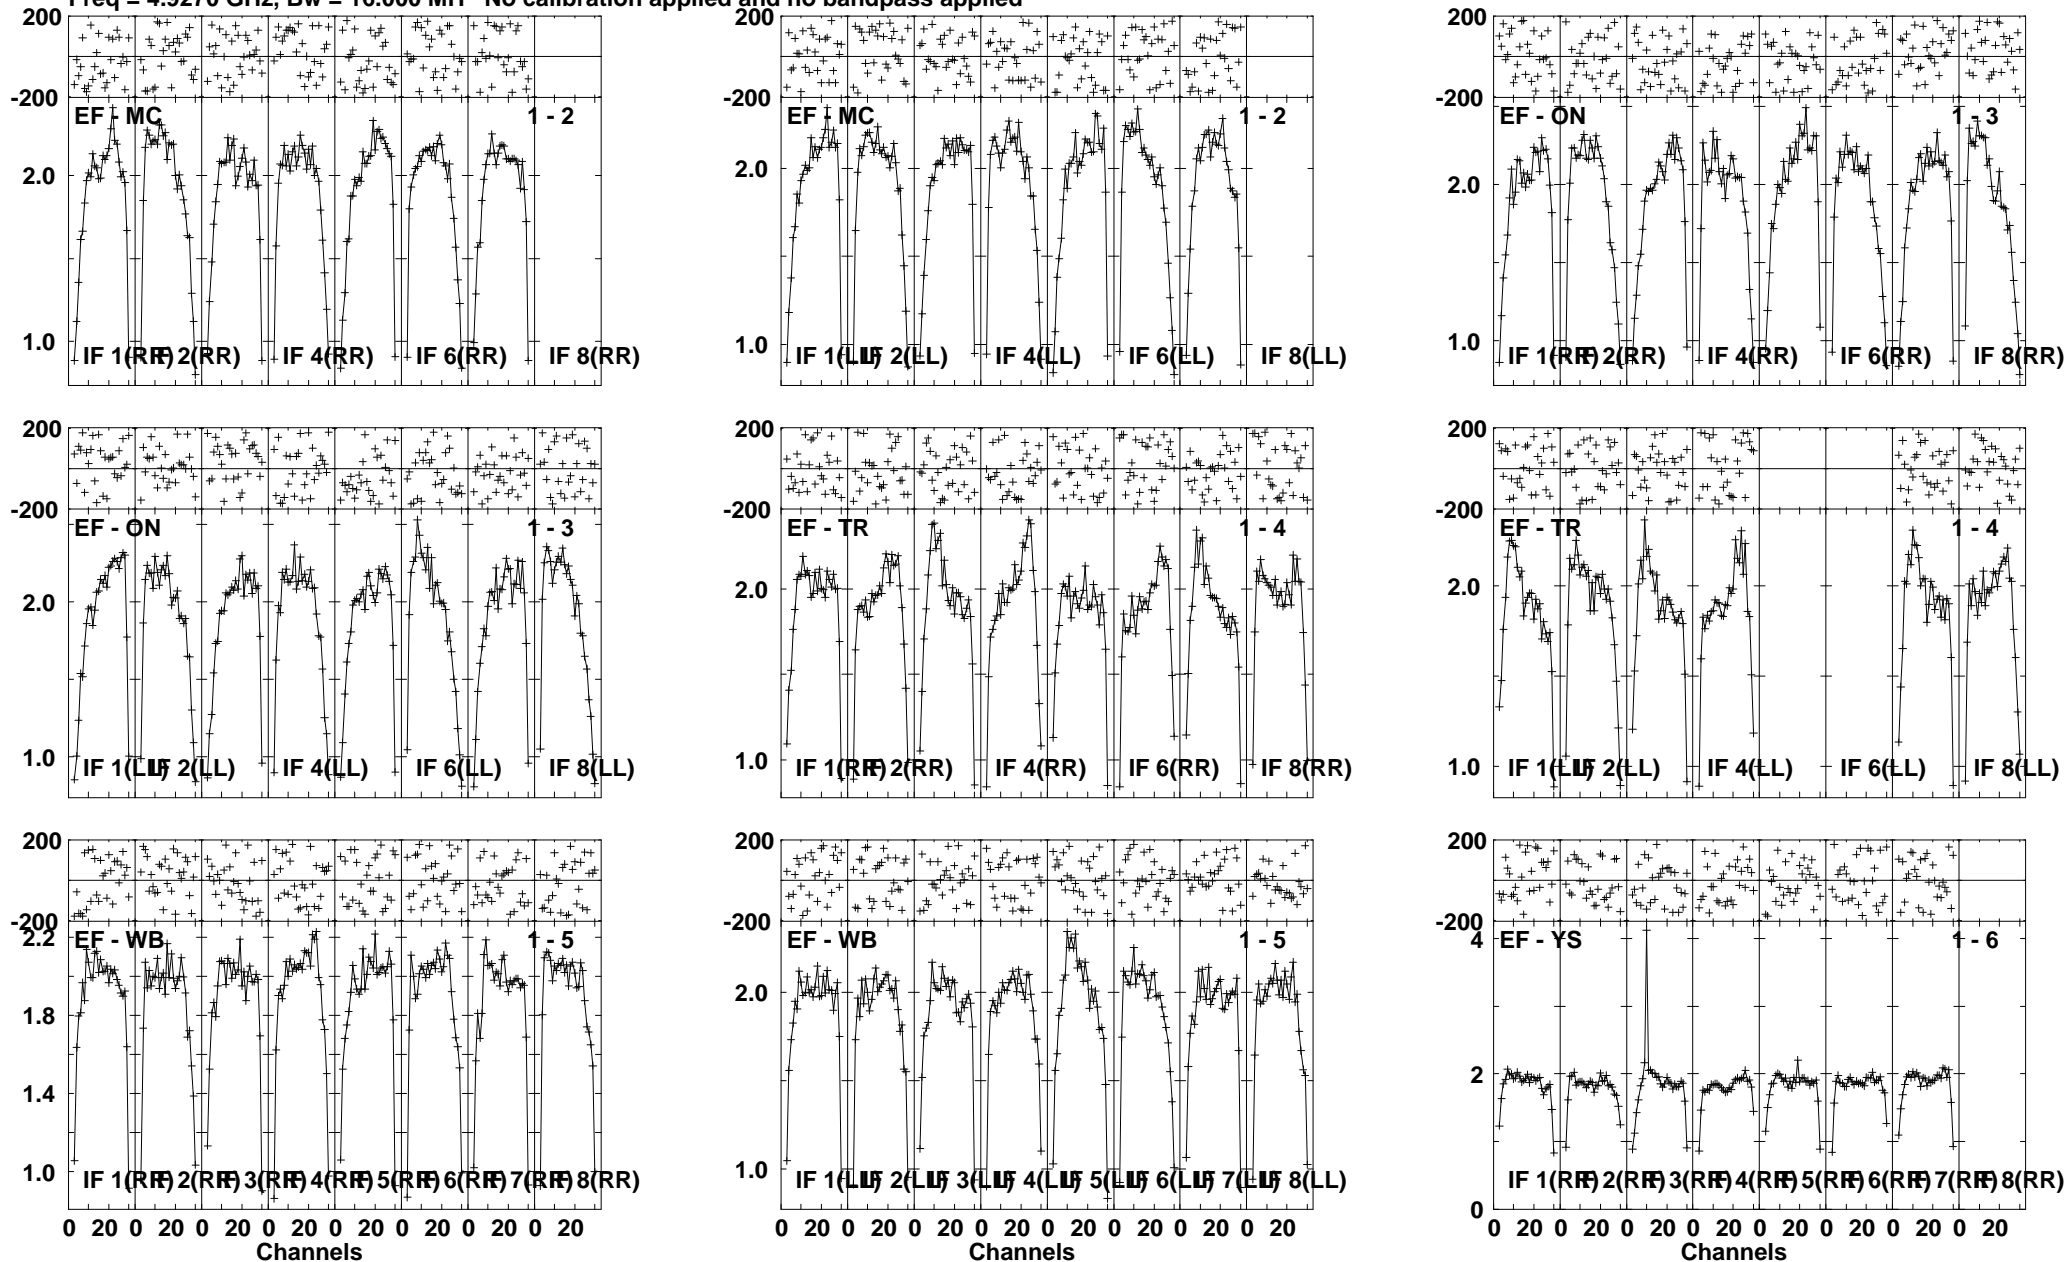 Freq = 4.9276 GHz, Bw = 16.000 MH No calibration applied and no bandpass applied
200
-200
EF - MC
1 - 2
2.0
1.0
IF 1(RR)
IF 2(RR)
IF 4(RR)
IF 6(RR)
IF 8(RR)
200
-200
EF - MC
1 - 2
2.0
1.0
IF 1(LL)
IF 2(LL)
IF 4(LL)
IF 6(LL)
IF 8(LL)
200
-200
EF - ON
1 - 3
2.0
1.0
IF 1(RR)
IF 2(RR)
IF 4(RR)
IF 6(RR)
IF 8(RR)
200
-200
EF - ON
1 - 3
2.0
1.0
IF 1(LL)
IF 2(LL)
IF 4(LL)
IF 6(LL)
IF 8(LL)
200
-200
EF - TR
1 - 4
2.0
1.0
IF 1(RR)
IF 2(RR)
IF 4(RR)
IF 6(RR)
IF 8(RR)
200
-200
EF - TR
1 - 4
2.0
1.0
IF 1(LL)
IF 2(LL)
IF 4(LL)
IF 6(LL)
IF 8(LL)
200
-200
EF - WB
1 - 5
2.2
1.8
1.4
1.0
IF 1(RR)
IF 2(RR)
IF 3(RR)
IF 4(RR)
IF 5(RR)
IF 6(RR)
IF 7(RR)
IF 8(RR)
0 20 0 20 0 20 0 20 0 20 0 20 0 20 0 20
Channels
200
-200
EF - WB
1 - 5
2.0
1.0
IF 1(LL)
IF 2(LL)
IF 3(LL)
IF 4(LL)
IF 5(LL)
IF 6(LL)
IF 7(LL)
IF 8(LL)
0 20 0 20 0 20 0 20 0 20 0 20 0 20 0 20
Channels
200
-200
EF - YS
1 - 6
4
2
0
IF 1(RR)
IF 2(RR)
IF 3(RR)
IF 4(RR)
IF 5(RR)
IF 6(RR)
IF 7(RR)
IF 8(RR)
0 20 0 20 0 20 0 20 0 20 0 20 0 20 0 20
Channels